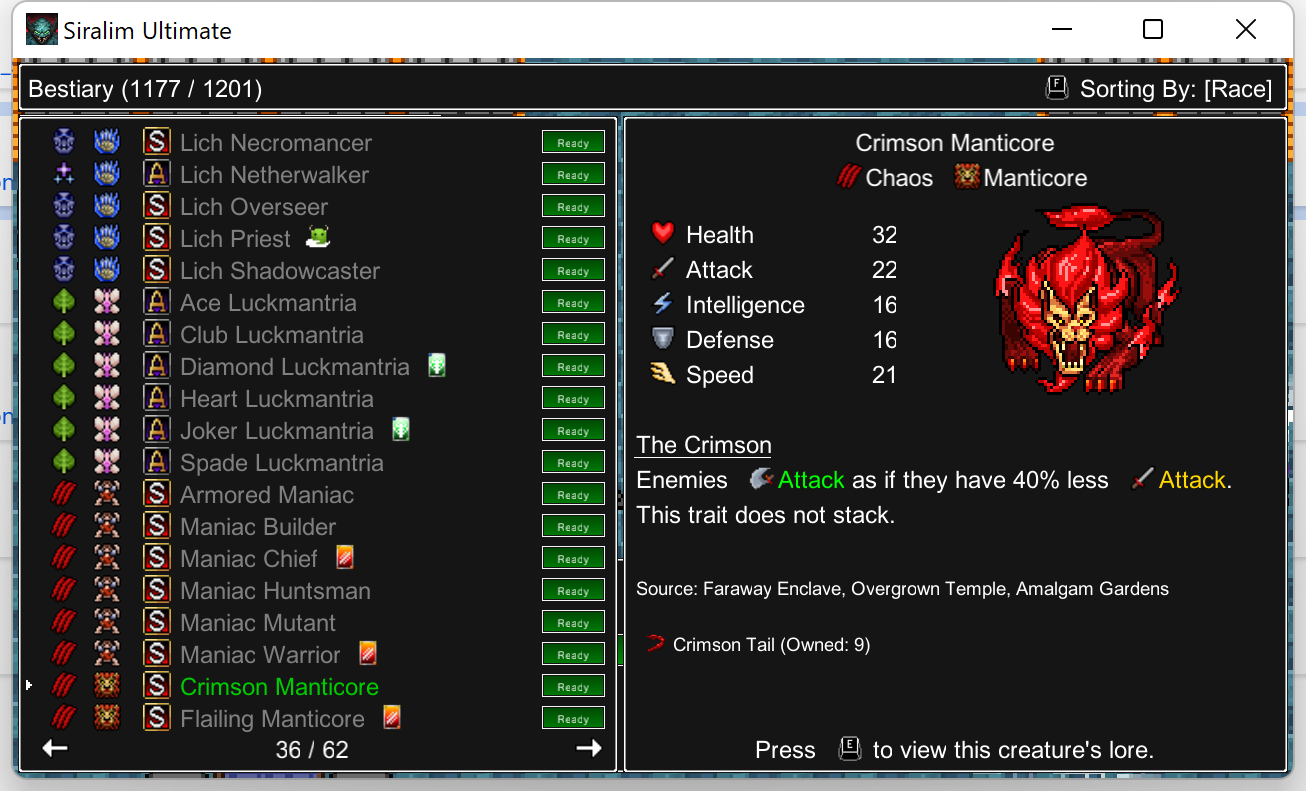 Siralim Ultimate
Bestiary (1177 / 1201)
F Sorting By: [Race]
S Lich Necromancer Ready
A Lich Netherwalker Ready
S Lich Overseer Ready
S Lich Priest Ready
S Lich Shadowcaster Ready
A Ace Luckmantria Ready
A Club Luckmantria Ready
A Diamond Luckmantria Ready
A Heart Luckmantria Ready
A Joker Luckmantria Ready
A Spade Luckmantria Ready
S Armored Maniac Ready
S Maniac Builder Ready
S Maniac Chief Ready
S Maniac Huntsman Ready
S Maniac Mutant Ready
S Maniac Warrior Ready
S Crimson Manticore Ready
S Flailing Manticore Ready
36 / 62
Crimson Manticore
Chaos Manticore
Health 32
Attack 22
Intelligence 16
Defense 16
Speed 21
The Crimson
Enemies Attack as if they have 40% less Attack.
This trait does not stack.
Source: Faraway Enclave, Overgrown Temple, Amalgam Gardens
Crimson Tail (Owned: 9)
Press E to view this creature's lore.